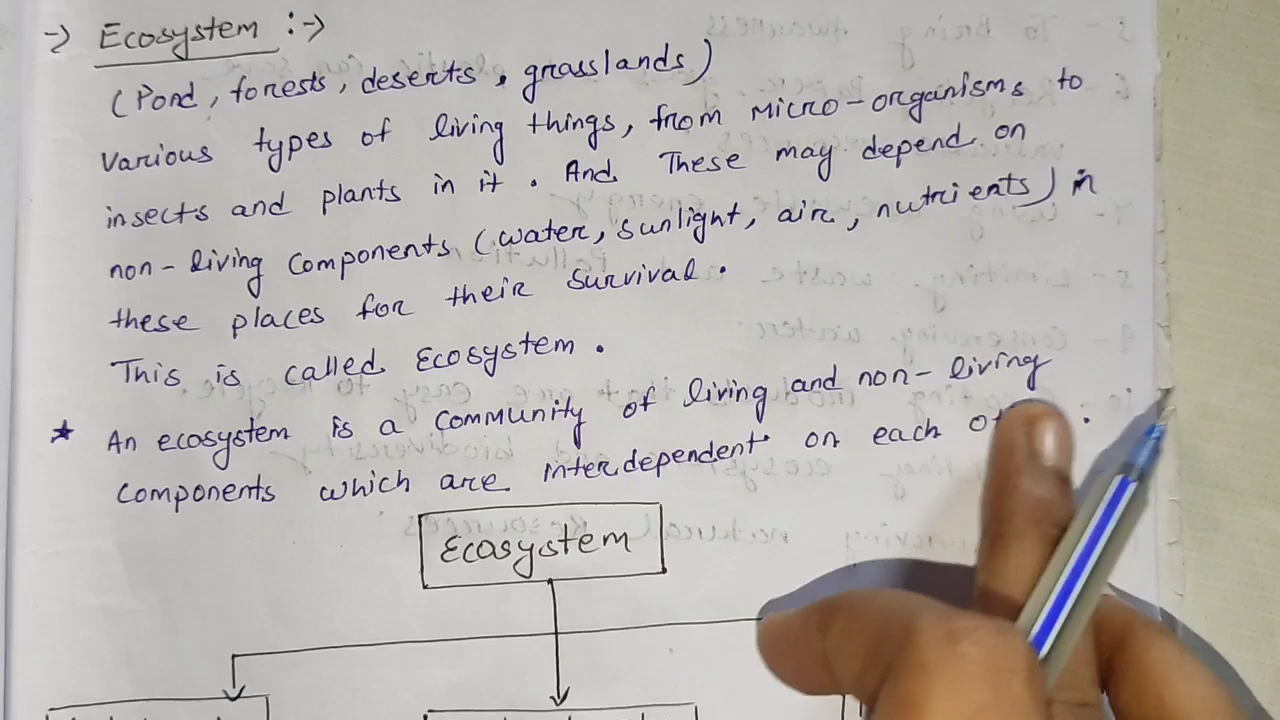 -> Ecosystem :->
(Pond, forests, deserts, grasslands)
various types of living things, from micro-organisms to
insects and plants in it. And These may depend on
non-living components (water, sunlight, air, nutrients) in
these places for their survival.
This is called Ecosystem.
* An ecosystem is a community of living and non-living
components which are interdependent on each
Ecosystem